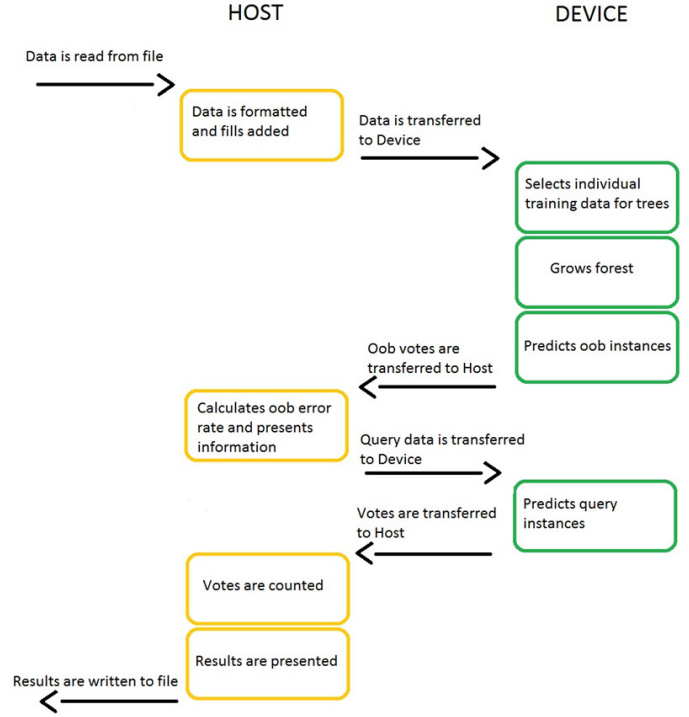 HOST
DEVICE
Data is read from file
Data is formatted
and fills added
Data is transferred
to Device
Selects individual
training data for trees
Grows forest
Predicts oob instances
Oob votes are
transferred to Host
Calculates oob error
rate and presents
information
Query data is transferred
to Device
Predicts query
instances
Votes are transferred
to Host
Votes are counted
Results are presented
Results are written to file